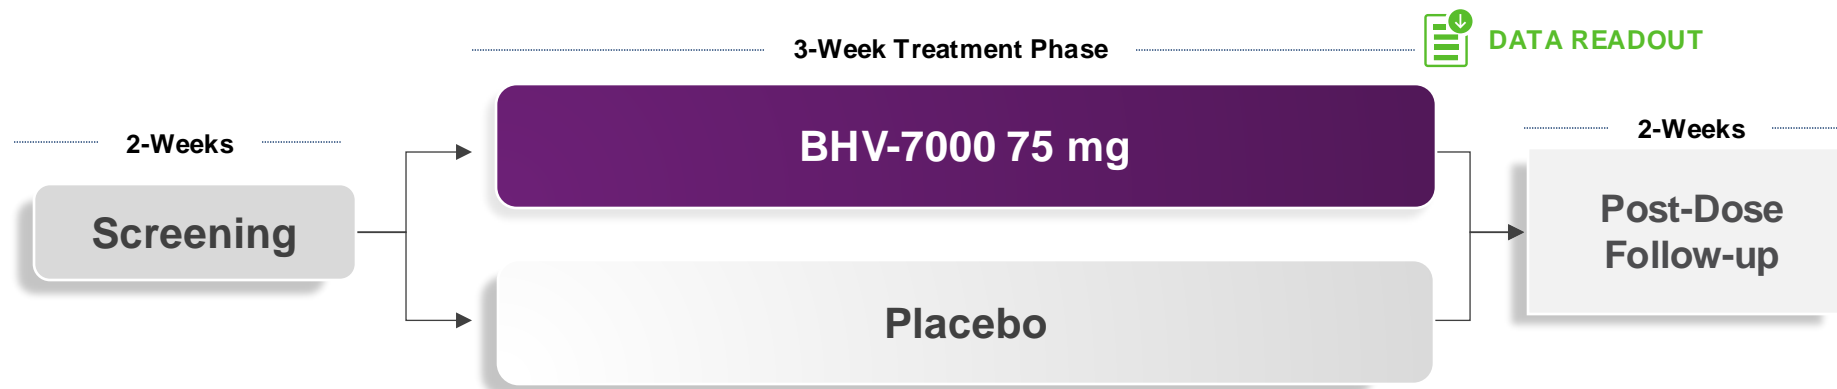 DATA READOUT
3-Week Treatment Phase
2-Weeks
Screening
BHV-7000 75 mg
Placebo
2-Weeks
Post-Dose
Follow-up